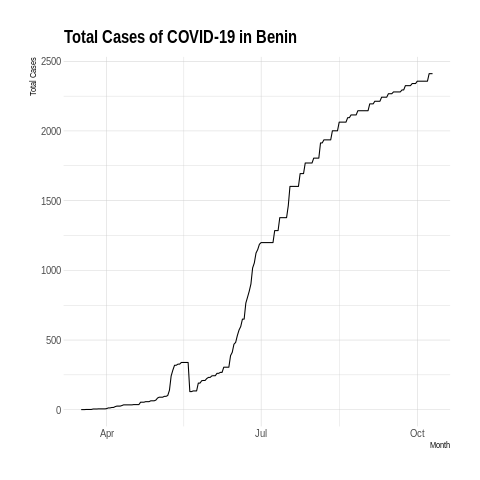 Total Cases of COVID-19 in Benin
Total Cases
2500
2000
1500
1000
500
0
Apr
Jul
Oct
Month